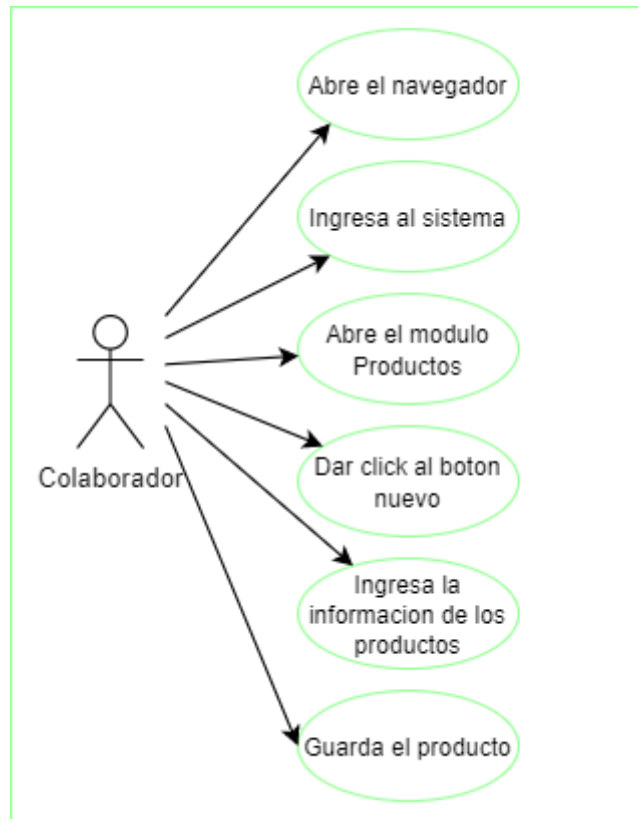 Abre el navegador
Ingresa al sistema
Abre el modulo
Productos
Colaborador
Dar click al boton
nuevo
Ingresa la
informacion de los
productos
Guarda el producto